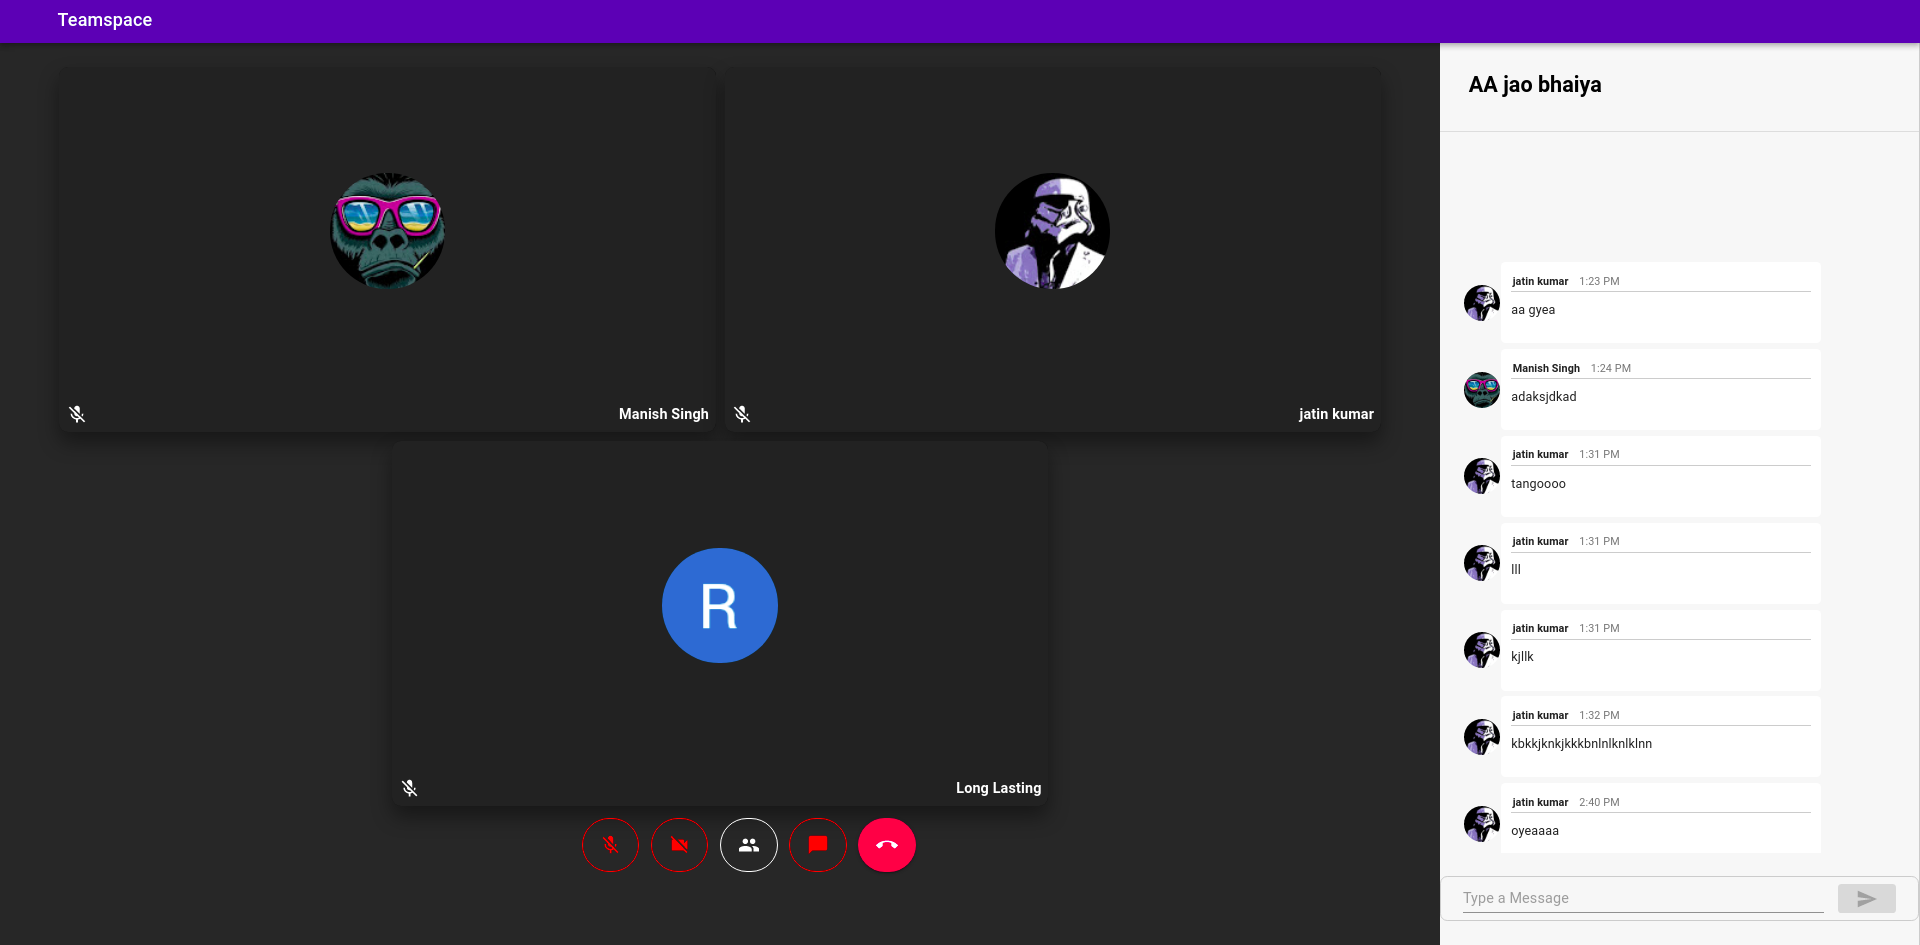 Teamspace
Manish Singh
jatin kumar
R
Long Lasting
AA jao bhaiya
jatin kumar 1:23 PM
aa gyea
Manish Singh 1:24 PM
adaksjdkad
jatin kumar 1:31 PM
tangoooo
jatin kumar 1:31 PM
lll
jatin kumar 1:31 PM
kjllk
jatin kumar 1:32 PM
kbkkjknkjkkkbnlnlknlklnn
jatin kumar 2:40 PM
oyeaaaa
Type a Message